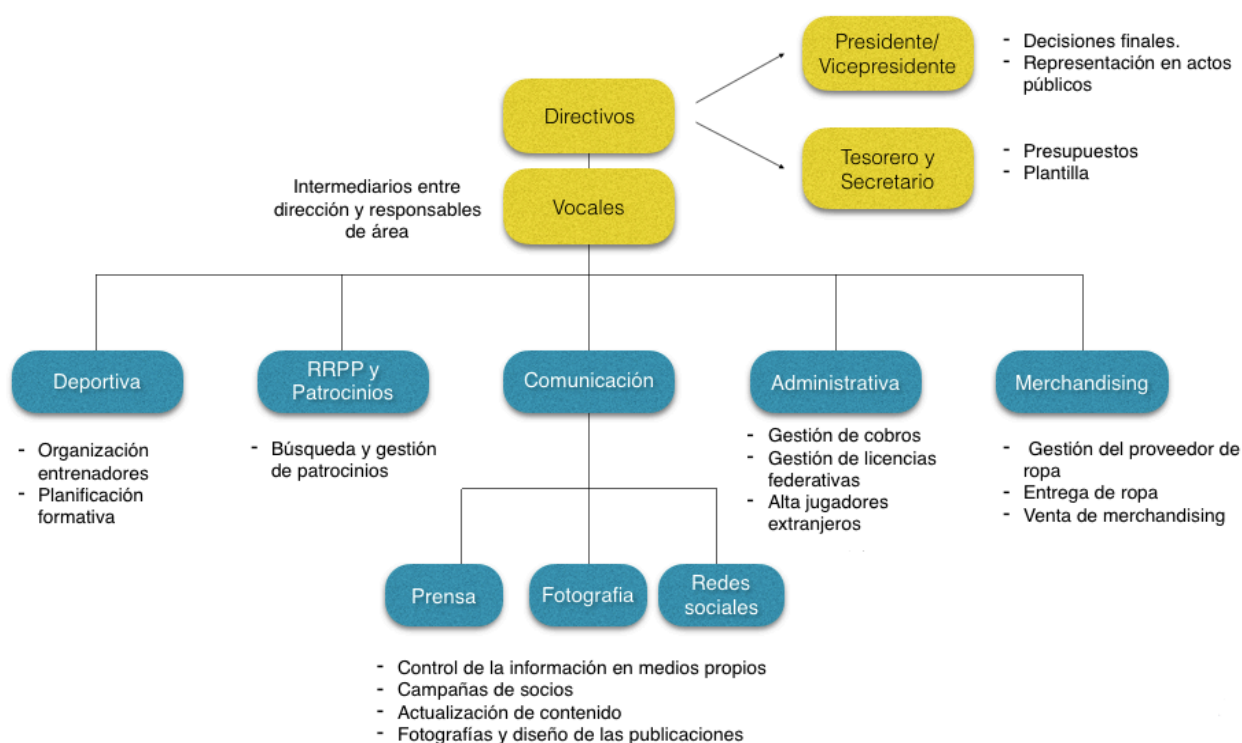 Presidente/
Vicepresidente
- Decisiones finales.
- Representación en actos
públicos
Directivos
Tesorero y
Secretario
- Presupuestos
- Plantilla
Intermediarios entre
dirección y responsables
de área
Vocales
Deportiva
- Organización
entrenadores
- Planificación
formativa
RRPP y
Patrocinios
- Búsqueda y gestión
de patrocinios
Comunicación
Administrativa
- Gestión de cobros
- Gestión de licencias
federativas
- Alta jugadores
extranjeros
Merchandising
- Gestión del proveedor de
ropa
- Entrega de ropa
- Venta de merchandising
Prensa
Fotografia
Redes
sociales
- Control de la información en medios propios
- Campañas de socios
- Actualización de contenido
- Fotografías y diseño de las publicaciones